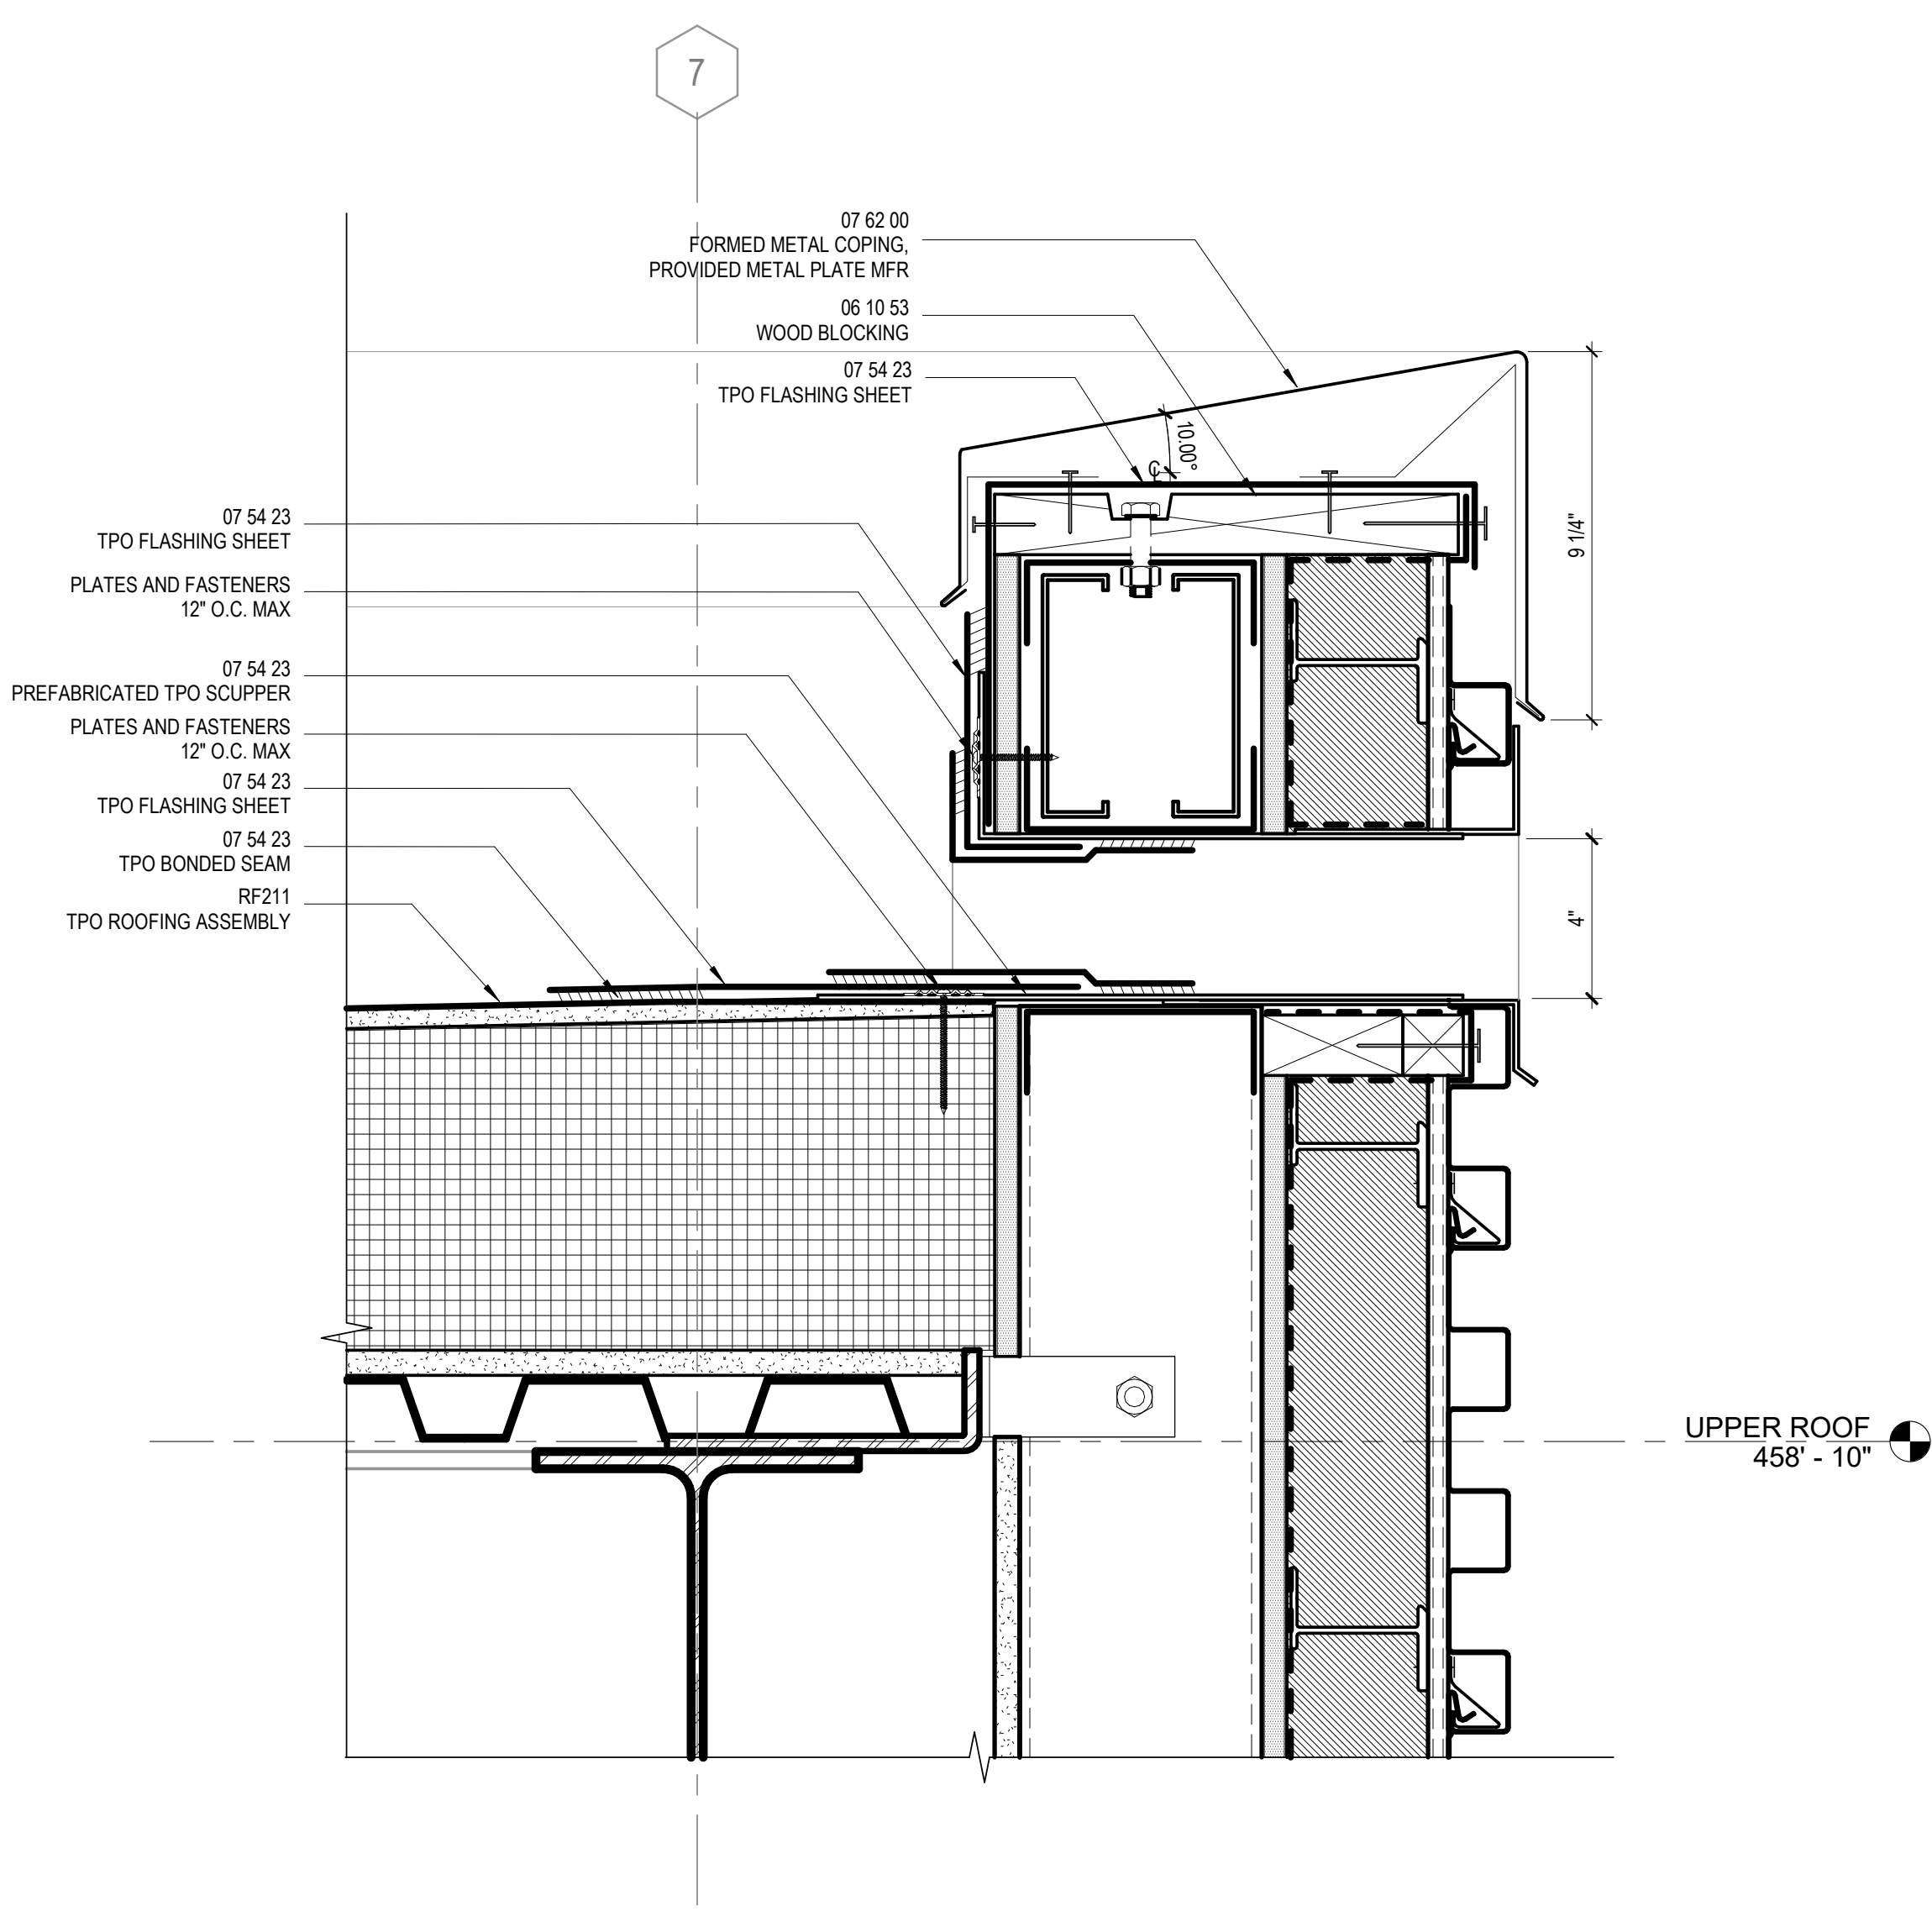 7
07 62 00
FORMED METAL COPING,
PROVIDED METAL PLATE MFR
06 10 53
WOOD BLOCKING
07 54 23
TPO FLASHING SHEET
10.00°
CL
9 1/4"
07 54 23
TPO FLASHING SHEET
PLATES AND FASTENERS
12" O.C. MAX
07 54 23
PREFABRICATED TPO SCUPPER
PLATES AND FASTENERS
12" O.C. MAX
07 54 23
TPO FLASHING SHEET
07 54 23
TPO BONDED SEAM
RF211
TPO ROOFING ASSEMBLY
4"
UPPER ROOF
458' - 10"